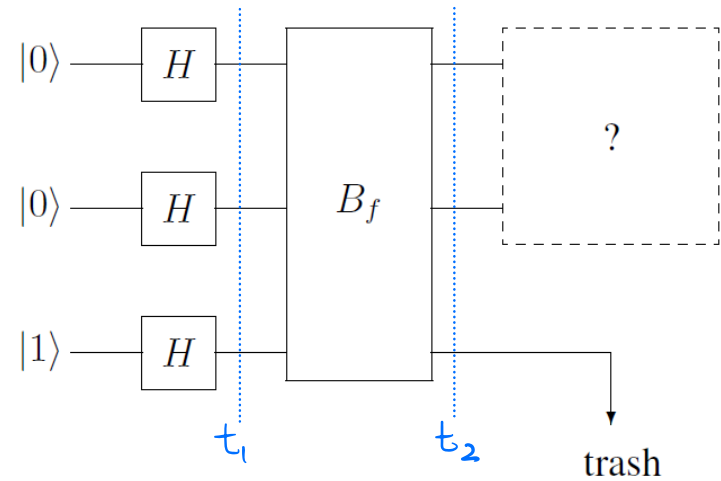 |0⟩ H
?
|0⟩ H B_f
|1⟩ H
t₁ t₂
trash